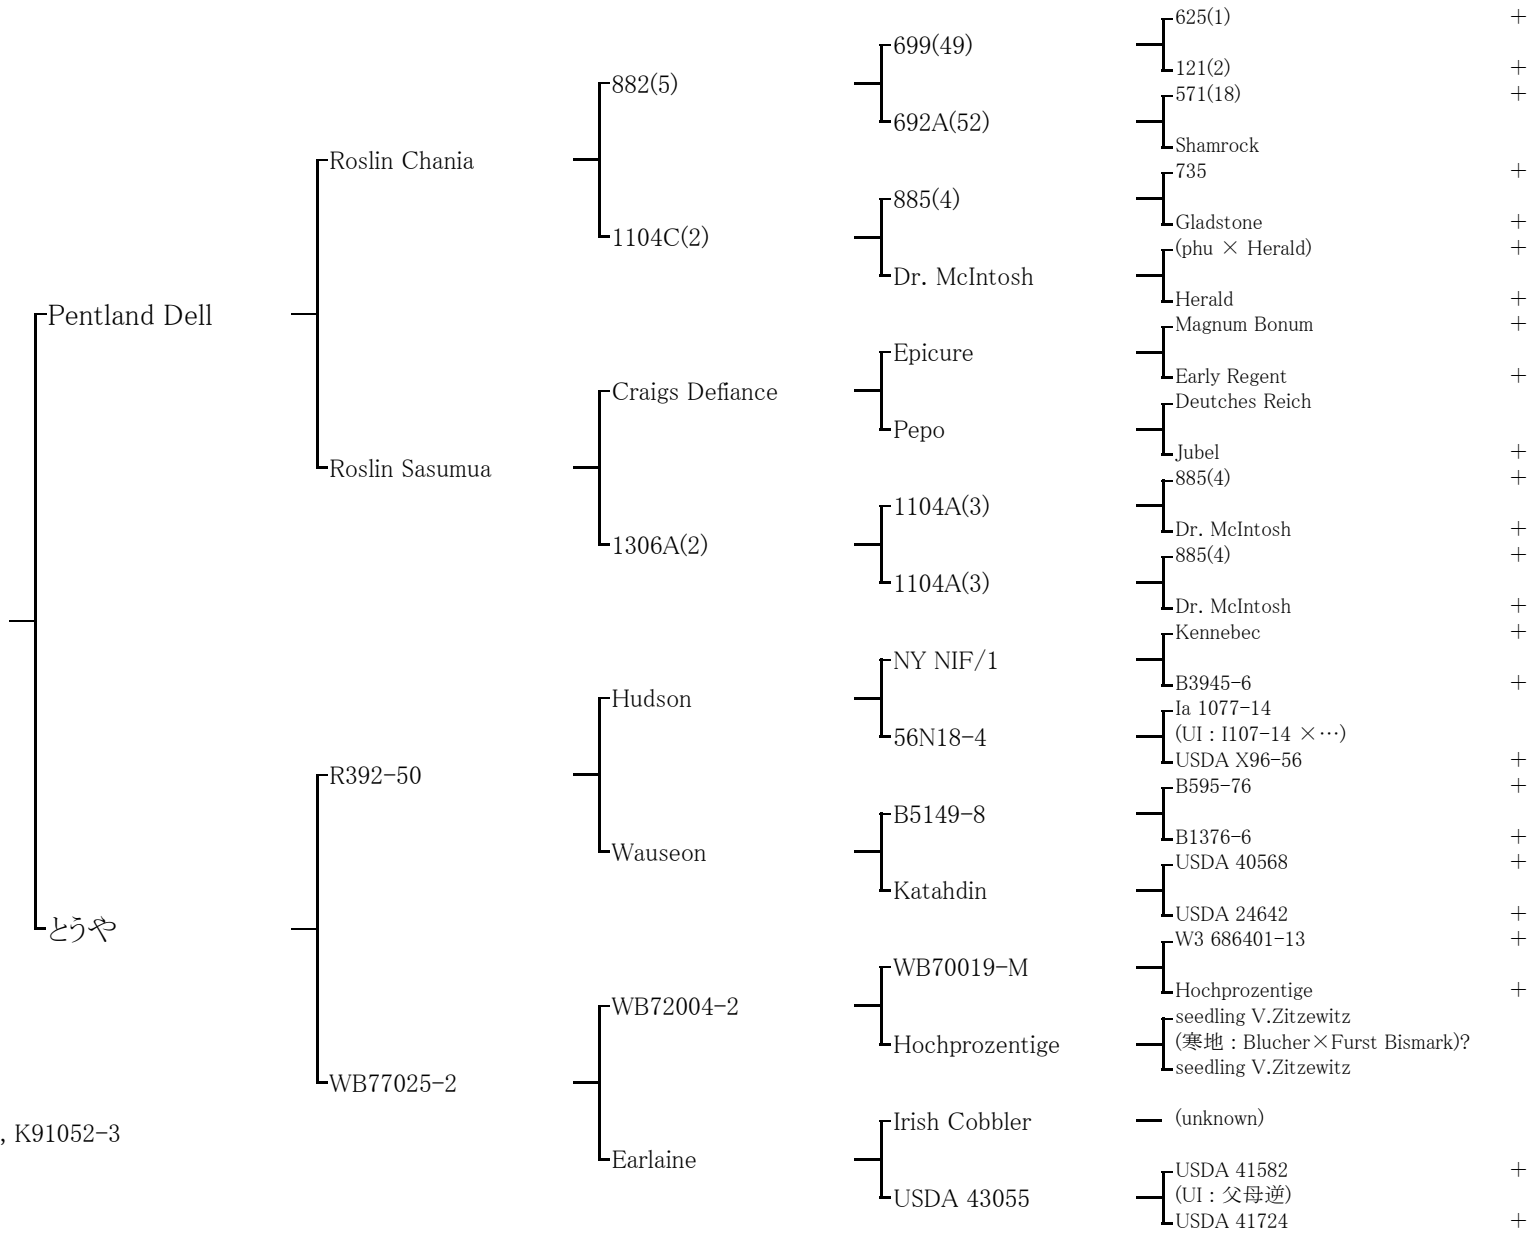 625(1) +
699(49)
121(2) +
882(5)
571(18) +
692A(52)
Shamrock
Roslin Chania
735 +
885(4)
Gladstone +
1104C(2)
(phu × Herald) +
Dr. McIntosh
Herald +
Pentland Dell
Magnum Bonum +
Epicure
Early Regent +
Craigs Defiance
Deutches Reich
Pepo
Jubel +
Roslin Sasumua
885(4) +
1104A(3)
Dr. McIntosh +
1306A(2)
885(4) +
1104A(3)
Dr. McIntosh +
Kennebec +
NY NIF/1
B3945-6 +
Hudson
Ia 1077-14
(UI : I107-14 ×…)
56N18-4
USDA X96-56 +
R392-50
B595-76 +
B5149-8
B1376-6 +
Wauseon
USDA 40568 +
Katahdin
USDA 24642 +
とうや
W3 686401-13 +
WB70019-M
Hochprozentige +
WB72004-2
seedling V.Zitzewitz
(寒地 : Blucher×Furst Bismark)?
Hochprozentige
seedling V.Zitzewitz
WB77025-2
Irish Cobbler
(unknown)
, K91052-3
Earlaine
USDA 41582 +
(UI : 父母逆)
USDA 43055
USDA 41724 +